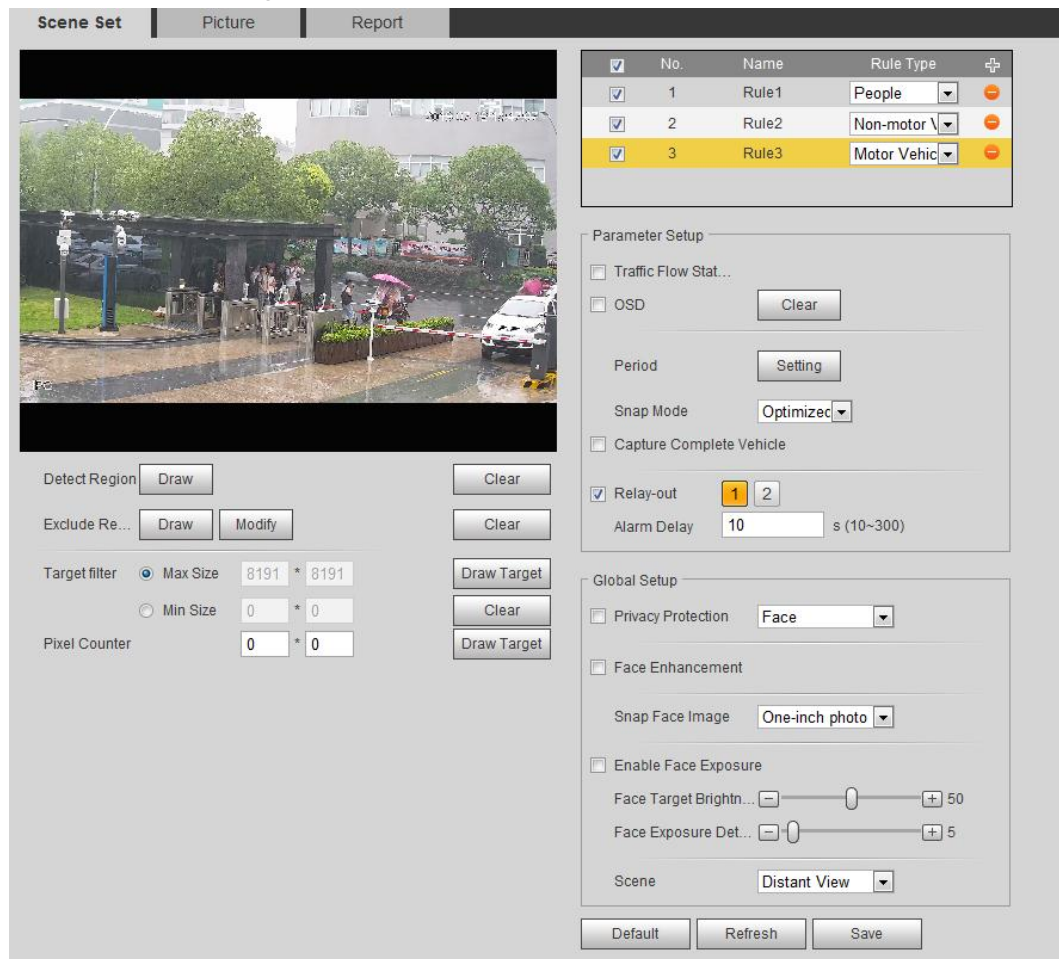 Scene Set Picture Report
No. Name Rule Type
1 Rule1 People
2 Rule2 Non-motor V
3 Rule3 Motor Vehic
Parameter Setup
Traffic Flow Stat...
OSD Clear
Period Setting
Snap Mode Optimized
Capture Complete Vehicle
Relay-out 1 2
Alarm Delay 10 s (10~300)
Detect Region Draw Clear
Exclude Re... Draw Modify Clear
Target filter Max Size 8191 * 8191 Draw Target
Min Size 0 * 0 Clear
Pixel Counter 0 * 0 Draw Target
Global Setup
Privacy Protection Face
Face Enhancement
Snap Face Image One-inch photo
Enable Face Exposure
Face Target Brightn... 50
Face Exposure Det... 5
Scene Distant View
Default Refresh Save